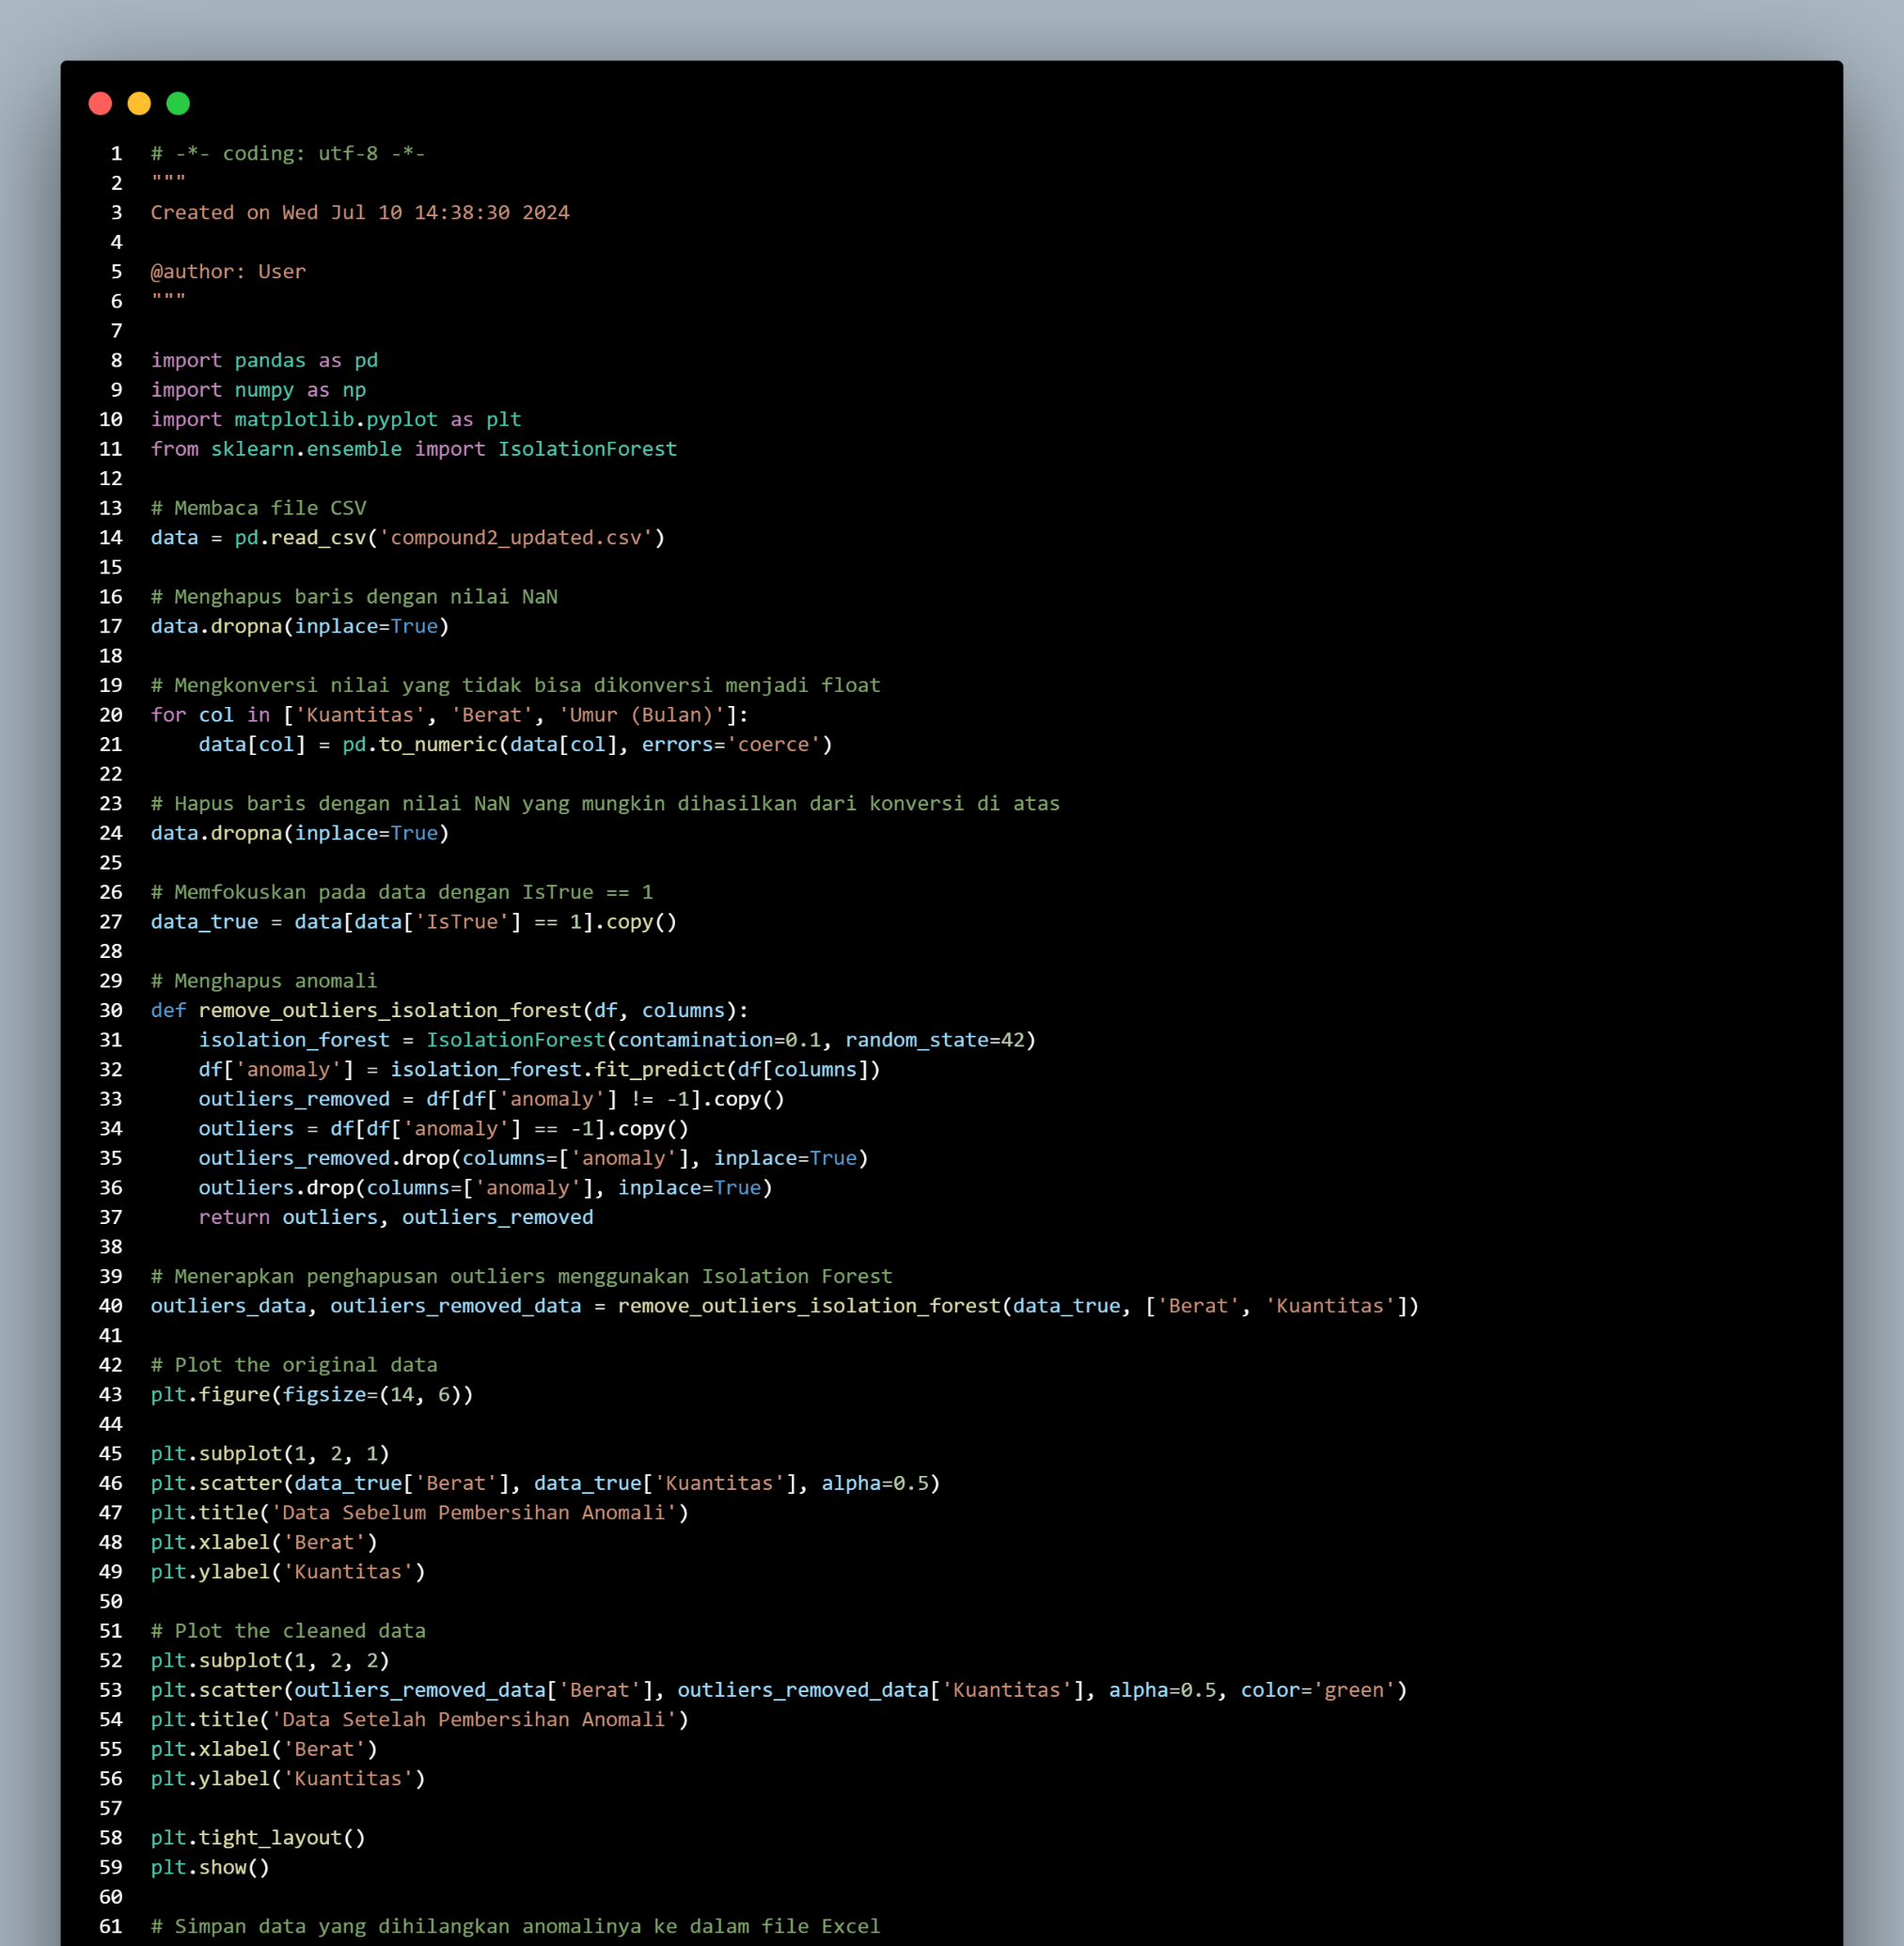 1 # -*- coding: utf-8 -*-
2 """
3 Created on Wed Jul 10 14:38:30 2024
4
5 @author: User
6 """
7
8 import pandas as pd
9 import numpy as np
10 import matplotlib.pyplot as plt
11 from sklearn.ensemble import IsolationForest
12
13 # Membaca file CSV
14 data = pd.read_csv('compound2_updated.csv')
15
16 # Menghapus baris dengan nilai NaN
17 data.dropna(inplace=True)
18
19 # Mengkonversi nilai yang tidak bisa dikonversi menjadi float
20 for col in ['Kuantitas', 'Berat', 'Umur (Bulan)']:
21     data[col] = pd.to_numeric(data[col], errors='coerce')
22
23 # Hapus baris dengan nilai NaN yang mungkin dihasilkan dari konversi di atas
24 data.dropna(inplace=True)
25
26 # Memfokuskan pada data dengan IsTrue == 1
27 data_true = data[data['IsTrue'] == 1].copy()
28
29 # Menghapus anomali
30 def remove_outliers_isolation_forest(df, columns):
31     isolation_forest = IsolationForest(contamination=0.1, random_state=42)
32     df['anomaly'] = isolation_forest.fit_predict(df[columns])
33     outliers_removed = df[df['anomaly'] != -1].copy()
34     outliers = df[df['anomaly'] == -1].copy()
35     outliers_removed.drop(columns=['anomaly'], inplace=True)
36     outliers.drop(columns=['anomaly'], inplace=True)
37     return outliers, outliers_removed
38
39 # Menerapkan penghapusan outliers menggunakan Isolation Forest
40 outliers_data, outliers_removed_data = remove_outliers_isolation_forest(data_true, ['Berat', 'Kuantitas'])
41
42 # Plot the original data
43 plt.figure(figsize=(14, 6))
44
45 plt.subplot(1, 2, 1)
46 plt.scatter(data_true['Berat'], data_true['Kuantitas'], alpha=0.5)
47 plt.title('Data Sebelum Pembersihan Anomali')
48 plt.xlabel('Berat')
49 plt.ylabel('Kuantitas')
50
51 # Plot the cleaned data
52 plt.subplot(1, 2, 2)
53 plt.scatter(outliers_removed_data['Berat'], outliers_removed_data['Kuantitas'], alpha=0.5, color='green')
54 plt.title('Data Setelah Pembersihan Anomali')
55 plt.xlabel('Berat')
56 plt.ylabel('Kuantitas')
57
58 plt.tight_layout()
59 plt.show()
60
61 # Simpan data yang dihilangkan anomalinya ke dalam file Excel